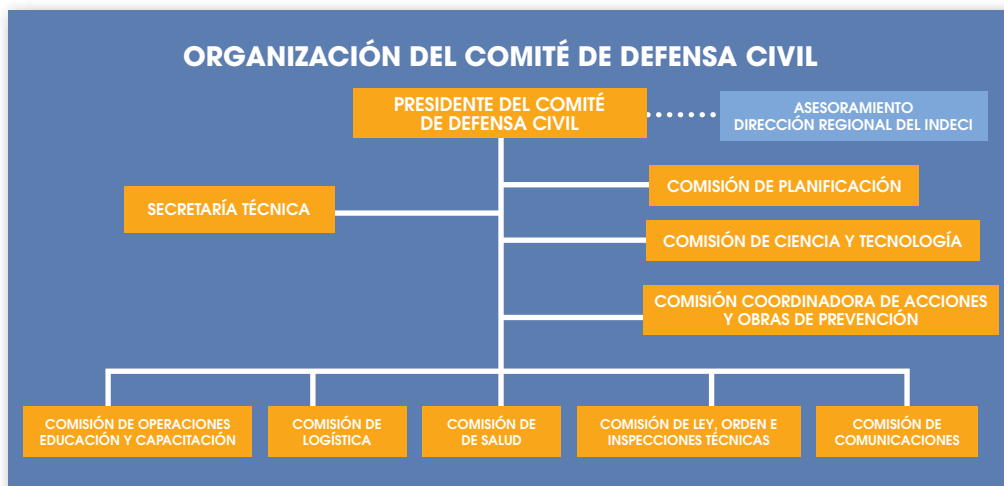 ORGANIZACIÓN DEL COMITÉ DE DEFENSA CIVIL
PRESIDENTE DEL COMITÉ
DE DEFENSA CIVIL
ASESORAMIENTO
DIRECCIÓN REGIONAL DEL INDECI
COMISIÓN DE PLANIFICACIÓN
SECRETARÍA TÉCNICA
COMISIÓN DE CIENCIA Y TECNOLOGÍA
COMISIÓN COORDINADORA DE ACCIONES
Y OBRAS DE PREVENCIÓN
COMISIÓN DE OPERACIONES
EDUCACIÓN Y CAPACITACIÓN
COMISIÓN DE
LOGÍSTICA
COMISIÓN DE
DE SALUD
COMISIÓN DE LEY, ORDEN E
INSPECCIONES TÉCNICAS
COMISIÓN DE
COMUNICACIONES